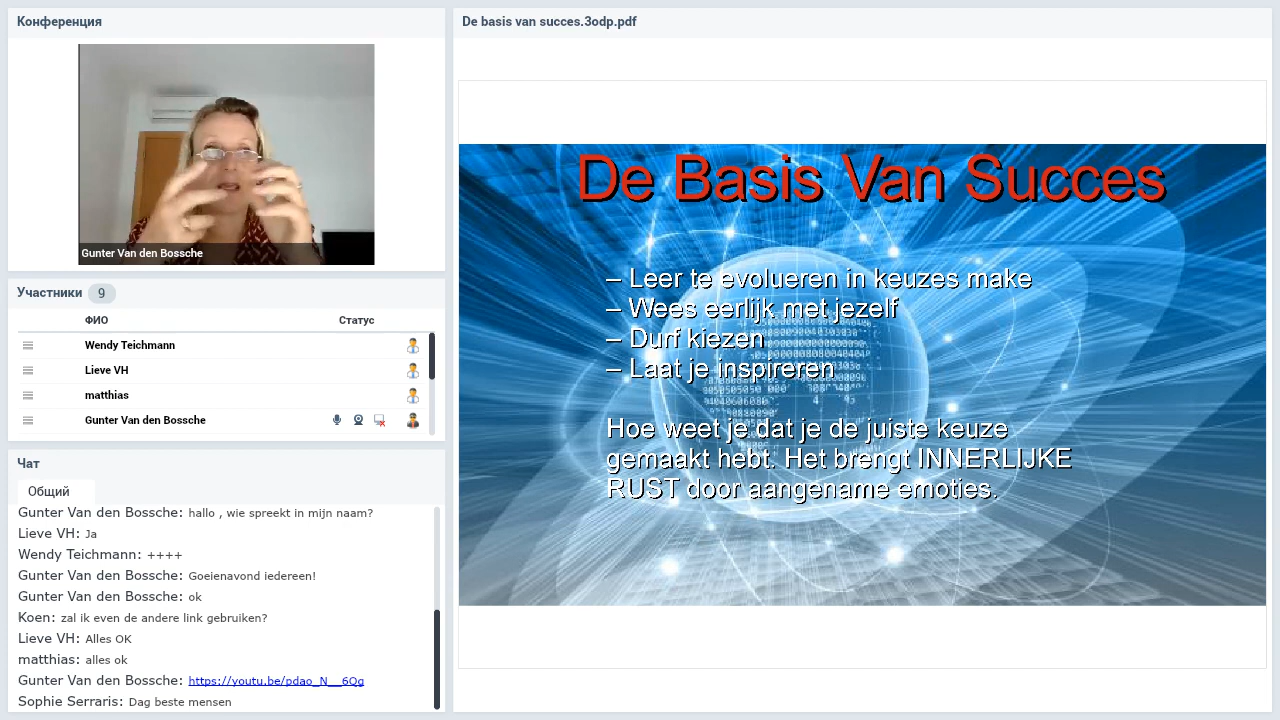 Конференция
Gunter Van den Bossche
Участники 9
ФИО Статус
Wendy Teichmann
Lieve VH
matthias
Gunter Van den Bossche
Чат
Общий
Gunter Van den Bossche: hallo , wie spreekt in mijn naam?
Lieve VH: Ja
Wendy Teichmann: ++++
Gunter Van den Bossche: Goeienavond iedereen!
Gunter Van den Bossche: ok
Koen: zal ik even de andere link gebruiken?
Lieve VH: Alles OK
matthias: alles ok
Gunter Van den Bossche: https://youtu.be/pdao_N__6Qg
Sophie Serraris: Dag beste mensen
De basis van succes.3odp.pdf
De Basis Van Succes
– Leer te evolueren in keuzes make
– Wees eerlijk met jezelf
– Durf kiezen
– Laat je inspireren
Hoe weet je dat je de juiste keuze
gemaakt hebt. Het brengt INNERLIJKE
RUST door aangename emoties.